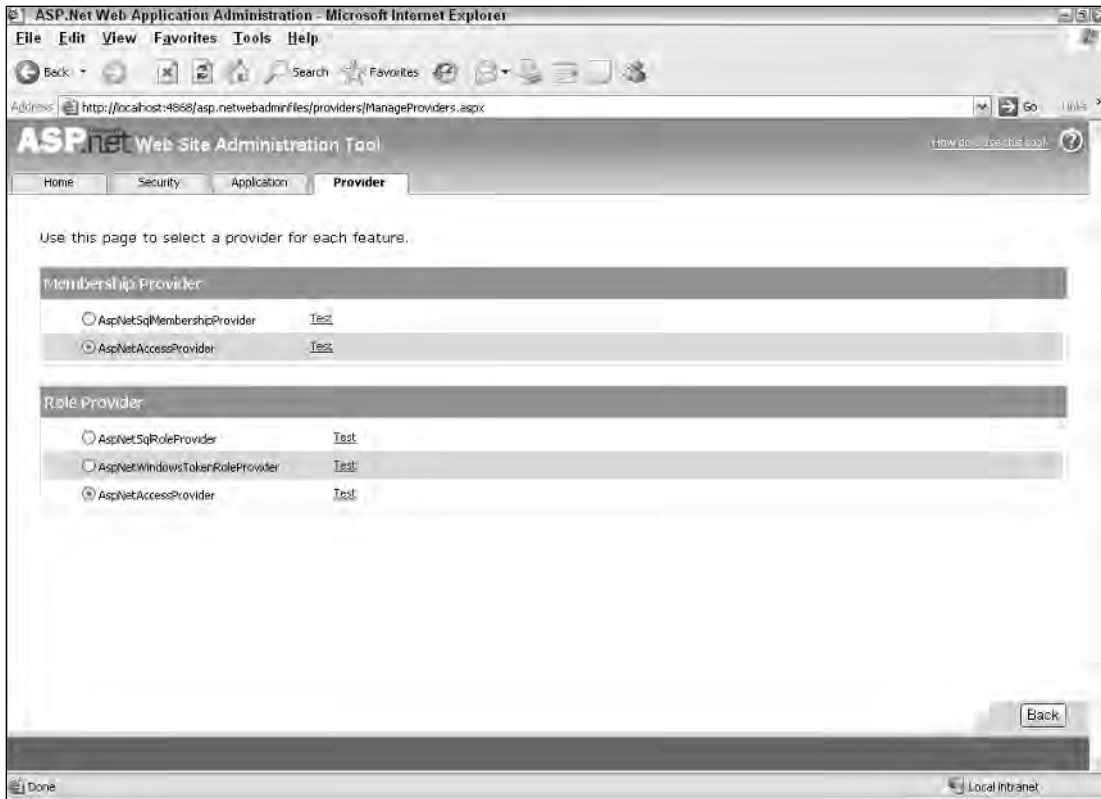 ASP.Net Web Application Administration - Microsoft Internet Explorer
File Edit View Favorites Tools Help
Back Search Favorites
Address http://localhost:4868/asp.netwebadminfiles/providers/ManageProviders.aspx Go Links
ASP.net Web Site Administration Tool How do I use this tool? ?
Home Security Application Provider
Use this page to select a provider for each feature.
Membership Provider
AspNetSqlMembershipProvider Test
AspNetAccessProvider Test
Role Provider
AspNetSqlRoleProvider Test
AspNetWindowsTokenRoleProvider Test
AspNetAccessProvider Test
Back
Done Local intranet